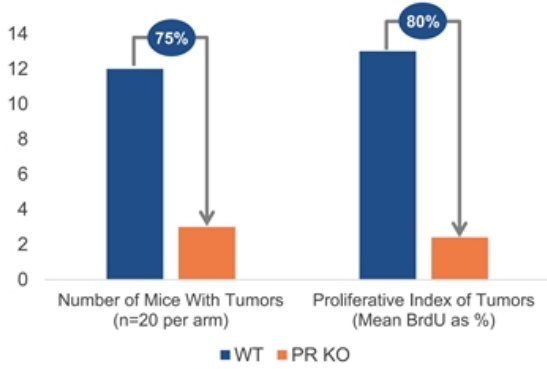 14
12
10
8
6
4
2
0
75%
80%
Number of Mice With Tumors
(n=20 per arm)
Proliferative Index of Tumors
(Mean BrdU as %)
WT PR KO